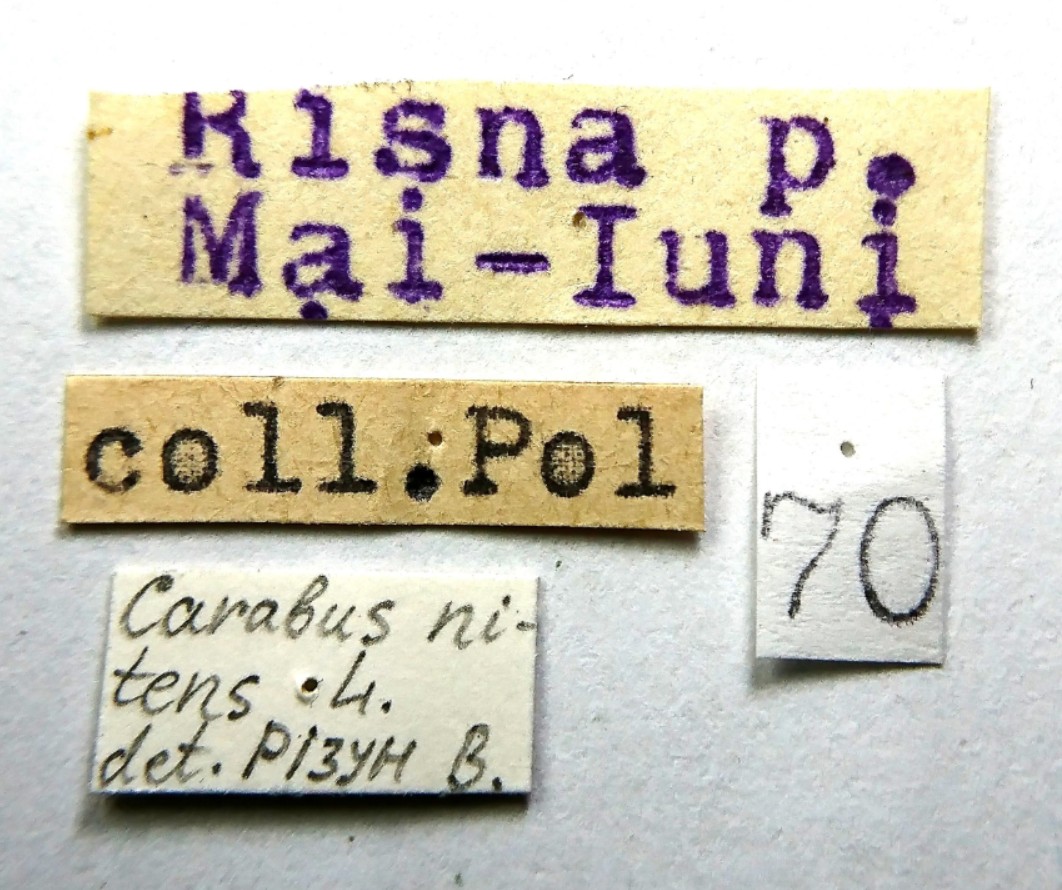 Risna p.
Mai-Iuni
coll.Pol
70
Carabus ni-
tens L.
det. РІЗУН В.